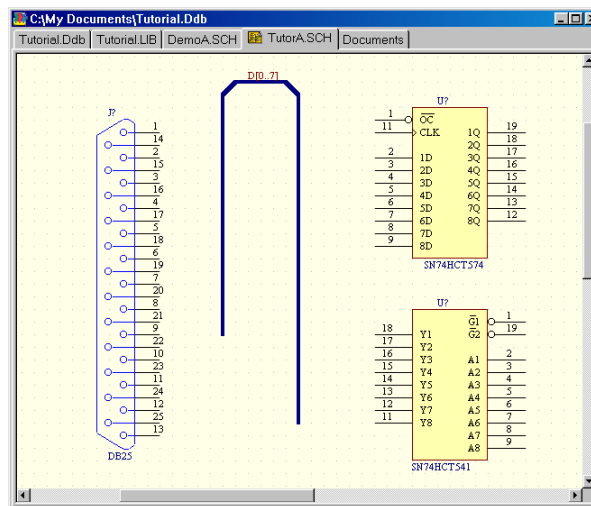 C:\My Documents\Tutorial.Ddb
Tutorial.Ddb Tutorial.LIB DemoA.SCH TutorA.SCH Documents
D[0..7]
J?
1
14
2
15
3
16
4
17
5
18
6
19
7
20
8
21
9
22
10
23
11
24
12
25
13
DB25
U?
1 OC
11 CLK 1Q 19
2Q 18
2 1D 3Q 17
3 2D 4Q 16
4 3D 5Q 15
5 4D 6Q 14
6 5D 7Q 13
7 6D 8Q 12
8 7D
9 8D
SN74HCT574
U?
G1 1
18 Y1 G2 19
17 Y2
16 Y3 A1 2
15 Y4 A2 3
14 Y5 A3 4
13 Y6 A4 5
12 Y7 A5 6
11 Y8 A6 7
A7 8
A8 9
SN74HCT541